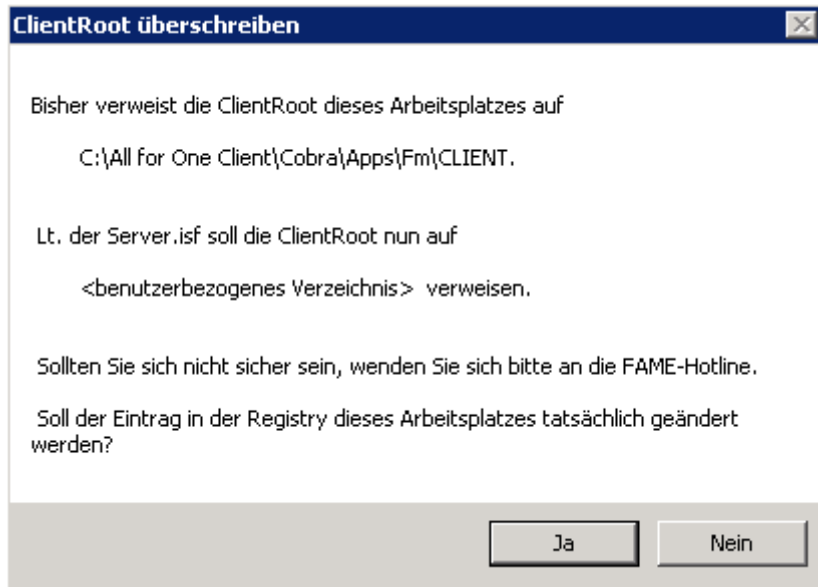 ClientRoot überschreiben
Bisher verweist die ClientRoot dieses Arbeitsplatzes auf
C:\All for One Client\Cobra\Apps\Fm\CLIENT.
Lt. der Server.isf soll die ClientRoot nun auf
<benutzerbezogenes Verzeichnis> verweisen.
Sollten Sie sich nicht sicher sein, wenden Sie sich bitte an die FAME-Hotline.
Soll der Eintrag in der Registry dieses Arbeitsplatzes tatsächlich geändert
werden?
Ja
Nein